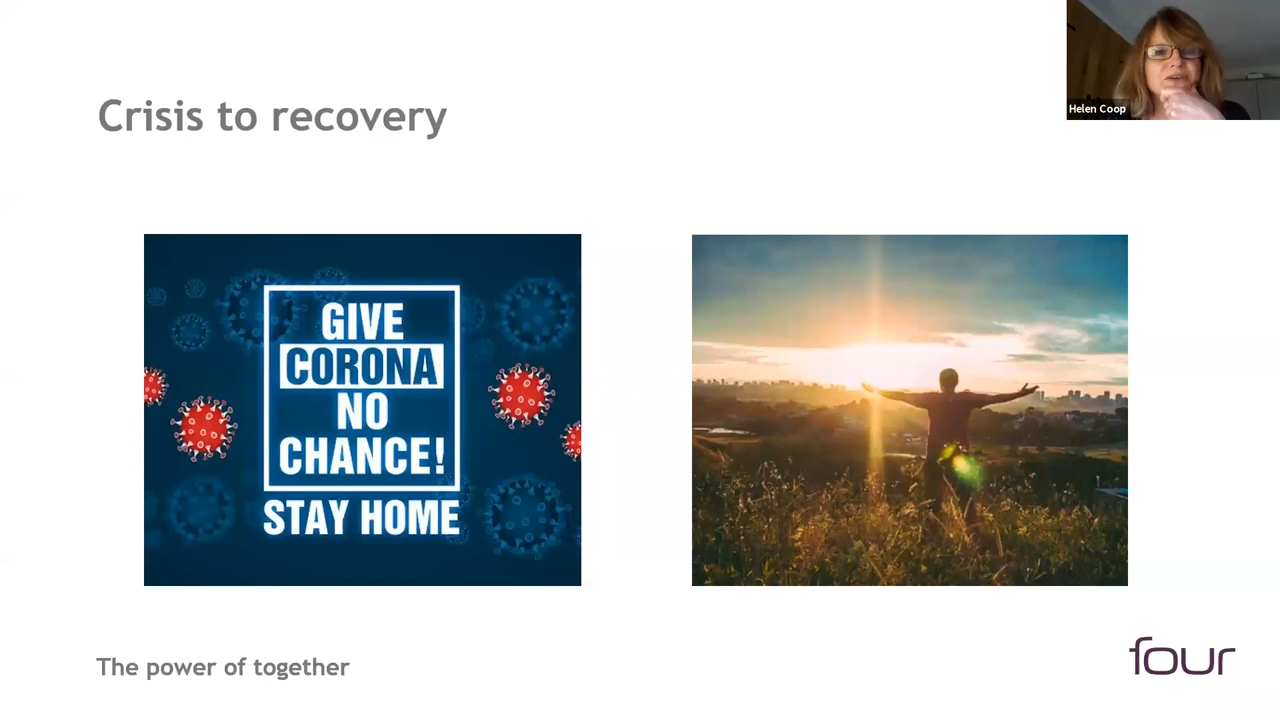 Helen Coop
Crisis to recovery
GIVE
CORONA
NO
CHANCE!
STAY HOME
The power of together
four